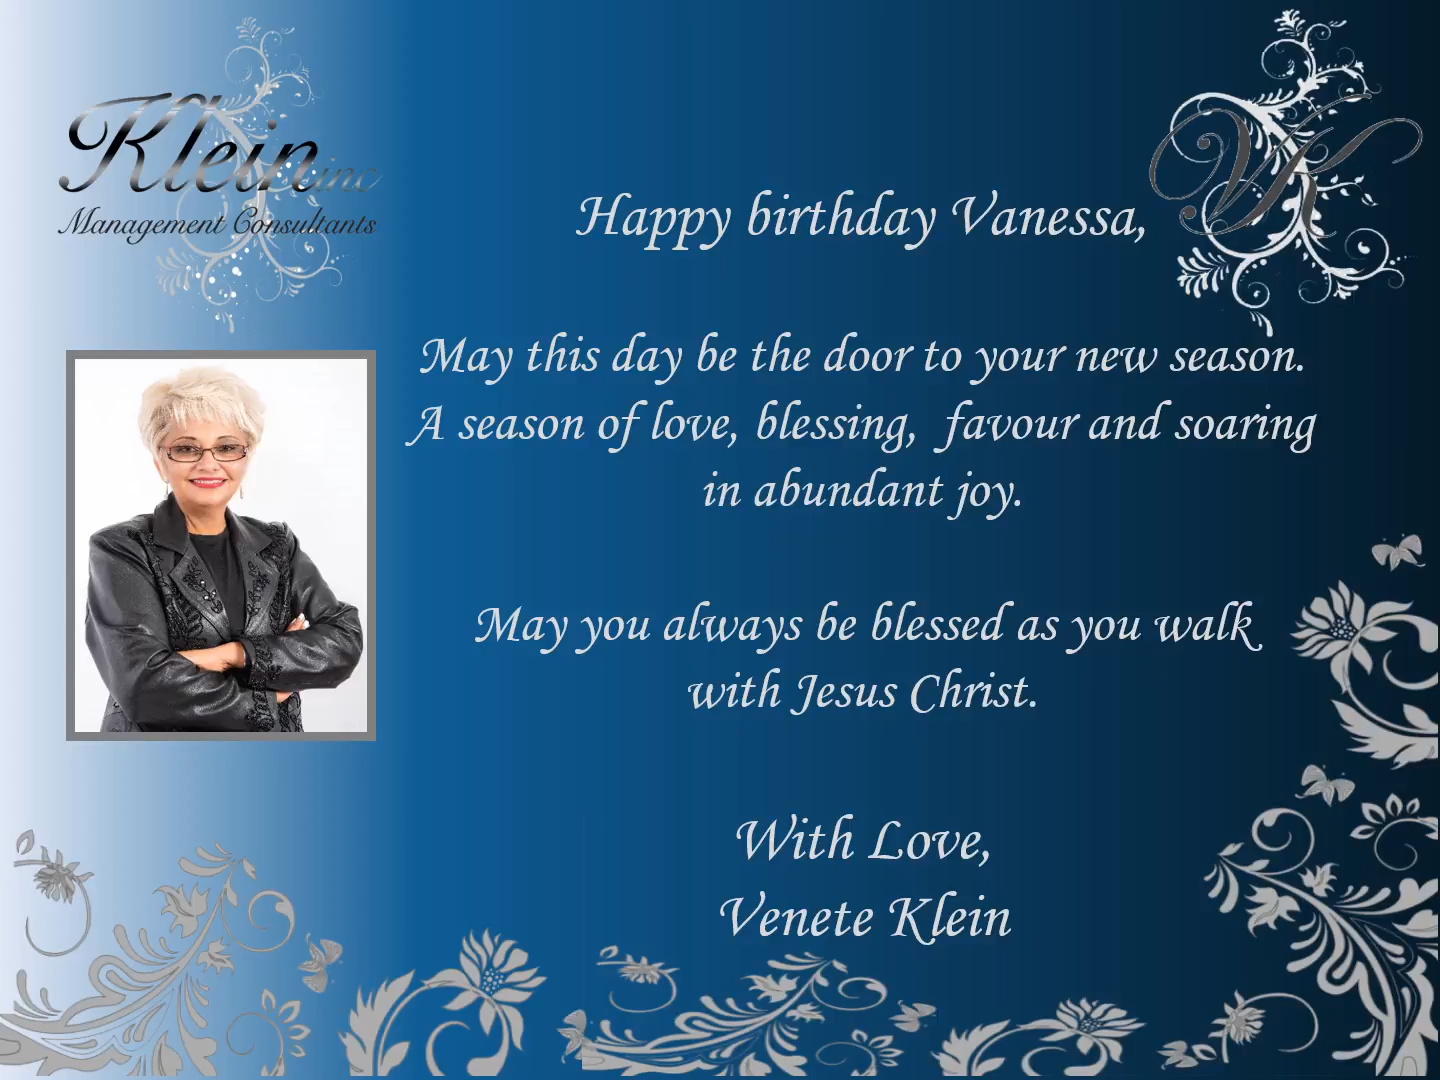 Klein inc
Management Consultants
VK
Happy birthday Vanessa,
May this day be the door to your new season.
A season of love, blessing, favour and soaring
in abundant joy.
May you always be blessed as you walk
with Jesus Christ.
With Love,
Venete Klein